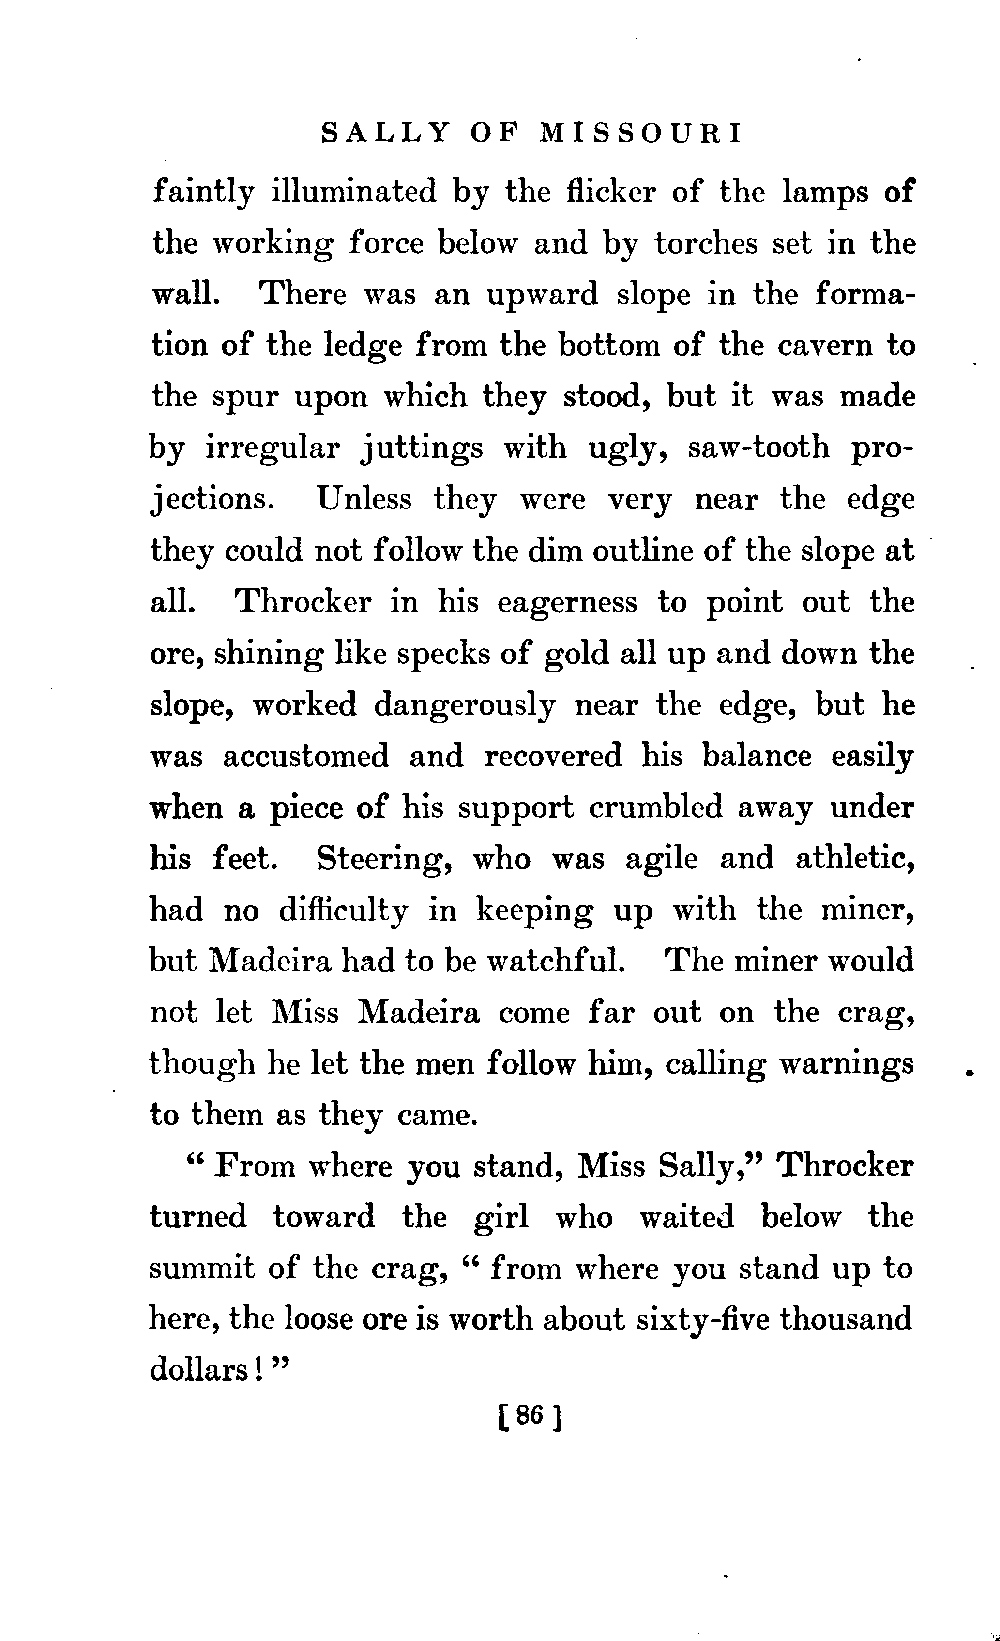 SALLY OF MISSOURI
faintly illuminated by the flicker of the lamps of
the working force below and by torches set in the
wall. There was an upward slope in the forma-
tion of the ledge from the bottom of the cavern to
the spur upon which they stood, but it was made
by irregular juttings with ugly, saw-tooth pro-
jections. Unless they were very near the edge
they could not follow the dim outline of the slope at
all. Throcker in his eagerness to point out the
ore, shining like specks of gold all up and down the
slope, worked dangerously near the edge, but he
was accustomed and recovered his balance easily
when a piece of his support crumbled away under
his feet. Steering, who was agile and athletic,
had no difficulty in keeping up with the miner,
but Madeira had to be watchful. The miner would
not let Miss Madeira come far out on the crag,
though he let the men follow him, calling warnings
to them as they came.
“ From where you stand, Miss Sally,” Throcker
turned toward the girl who waited below the
summit of the crag, “ from where you stand up to
here, the loose ore is worth about sixty-five thousand
dollars ! ”
[ 86 ]